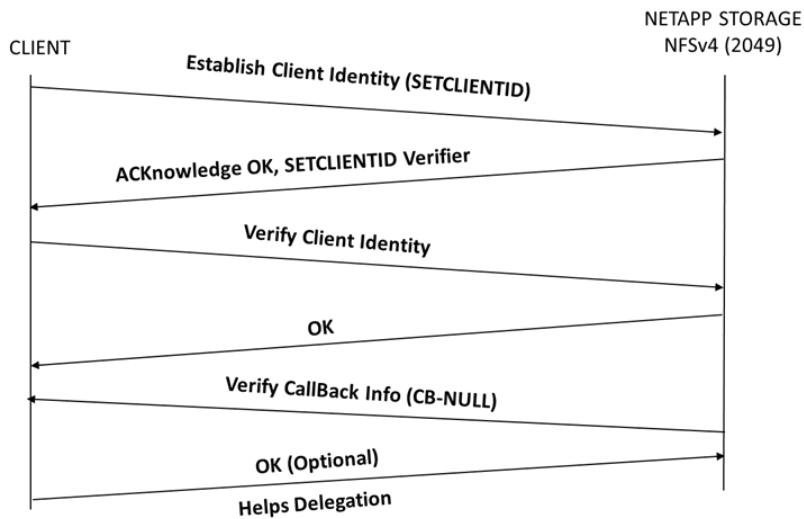 NETAPP STORAGE
NFSv4 (2049)
CLIENT
Establish Client Identity (SETCLIENTID)
ACKnowledge OK, SETCLIENTID Verifier
Verify Client Identity
OK
Verify CallBack Info (CB-NULL)
OK (Optional)
Helps Delegation